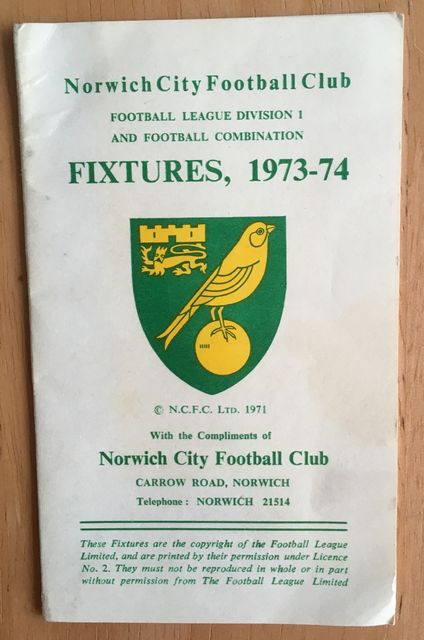 Norwich City Football Club
FOOTBALL LEAGUE DIVISION 1
AND FOOTBALL COMBINATION
FIXTURES, 1973-74
© N.C.F.C. LTD. 1971
With the Compliments of
Norwich City Football Club
CARROW ROAD, NORWICH
Telephone : NORWICH 21514
These Fixtures are the copyright of the Football League
Limited, and are printed by their permission under Licence
No. 2. They must not be reproduced in whole or in part
without permission from The Football League Limited